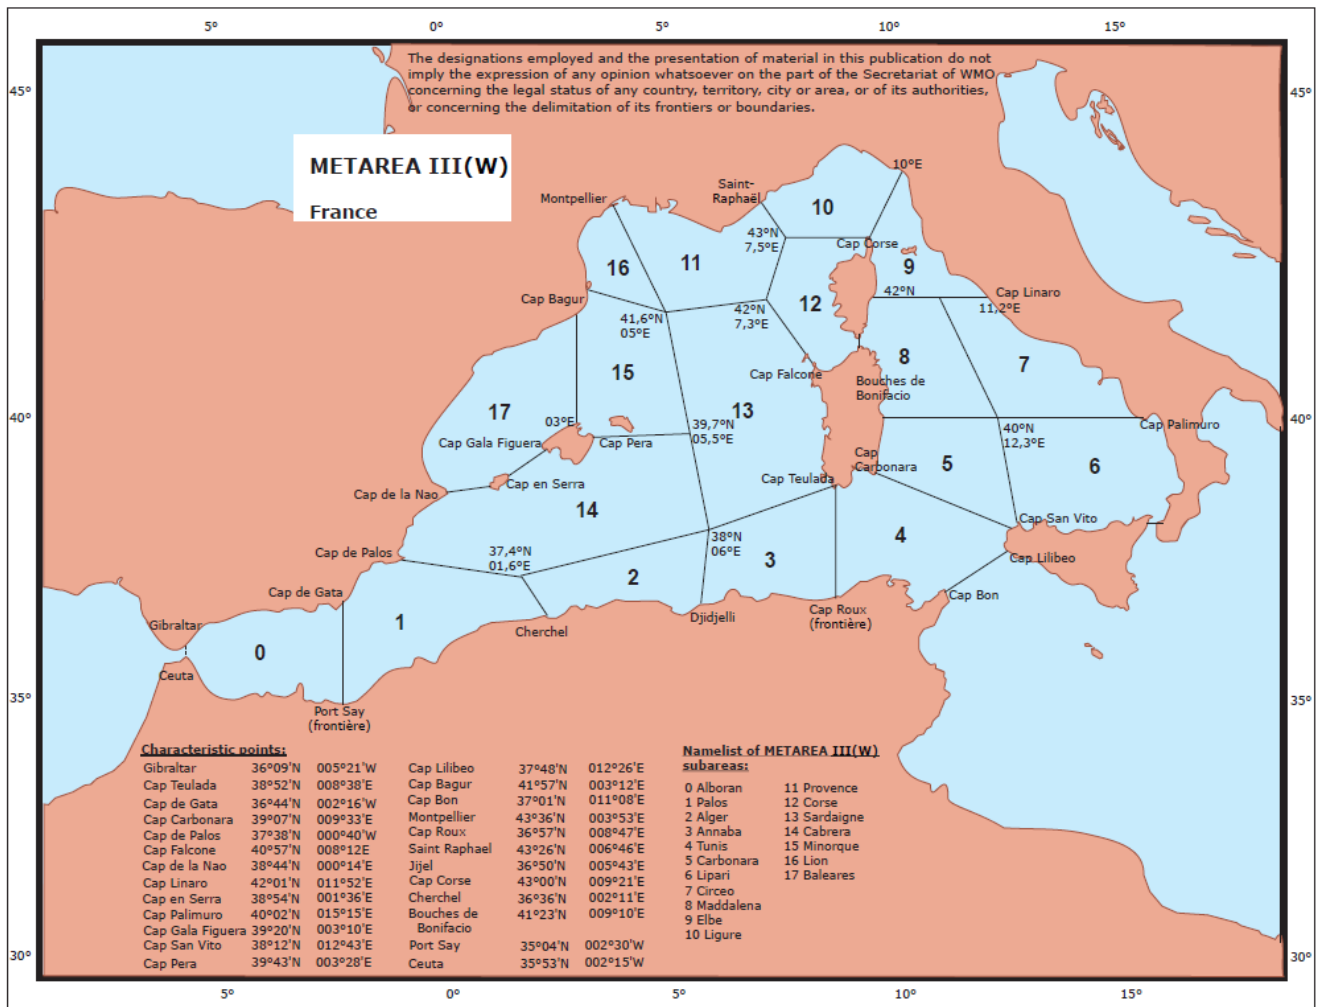 5°
0°
5°
10°
15°
The designations employed and the presentation of material in this publication do not
imply the expression of any opinion whatsoever on the part of the Secretariat of WMO
concerning the legal status of any country, territory, city or area, or of its authorities,
or concerning the delimitation of its frontiers or boundaries.
45°
45°
METAREA III(W)
France
10°E
Saint-
Raphaël
Montpellier
10
43°N
7,5°E
Cap Corse
11
16
9
42°N
Cap Linaro
11,2°E
Cap Bagur
12
41,6°N
05°E
42°N
7,3°E
8
7
15
Cap Falcone
Bouches de
Bonifacio
17
13
40°
40°
03°E
39,7°N
05,5°E
40°N
12,3°E
Cap Palimuro
Cap Gala Figuera
Cap Pera
Cap
Carbonara
5
6
Cap Teulada
Cap en Serra
Cap de la Nao
14
Cap San Vito
38°N
06°E
4
Cap de Palos
37,4°N
01,6°E
3
Cap Lilibeo
2
Cap de Gata
Cap Bon
Djidjelli
Cap Roux
(frontière)
Gibraltar
1
Cherchel
0
Ceuta
35°
35°
Port Say
(frontière)
Characteristic points:
Gibraltar 36°09'N 005°21'W
Cap Teulada 38°52'N 008°38'E
Cap de Gata 36°44'N 002°16'W
Cap Carbonara 39°07'N 009°33'E
Cap de Palos 37°38'N 000°40'W
Cap Falcone 40°57'N 008°12'E
Cap de la Nao 38°44'N 000°14'E
Cap Linaro 42°01'N 011°52'E
Cap en Serra 38°54'N 001°36'E
Cap Palimuro 40°02'N 015°15'E
Cap Gala Figuera 39°20'N 003°10'E
Cap San Vito 38°12'N 012°43'E
Cap Pera 39°43'N 003°28'E
Cap Lilibeo 37°48'N 012°26'E
Cap Bagur 41°57'N 003°12'E
Cap Bon 37°01'N 011°08'E
Montpellier 43°36'N 003°53'E
Cap Roux 36°57'N 008°47'E
Saint Raphael 43°26'N 006°46'E
Jijel 36°50'N 005°43'E
Cap Corse 43°00'N 009°21'E
Cherchel 36°36'N 002°11'E
Bouches de 41°23'N 009°10'E
Bonifacio
Port Say 35°04'N 002°30'W
Ceuta 35°53'N 002°15'W
Namelist of METAREA III(W)
subareas:
0 Alboran
1 Palos
2 Alger
3 Annaba
4 Tunis
5 Carbonara
6 Lipari
7 Circeo
8 Maddalena
9 Elbe
10 Ligure
11 Provence
12 Corse
13 Sardaigne
14 Cabrera
15 Minorque
16 Lion
17 Baleares
30°
30°
5°
0°
5°
10°
15°